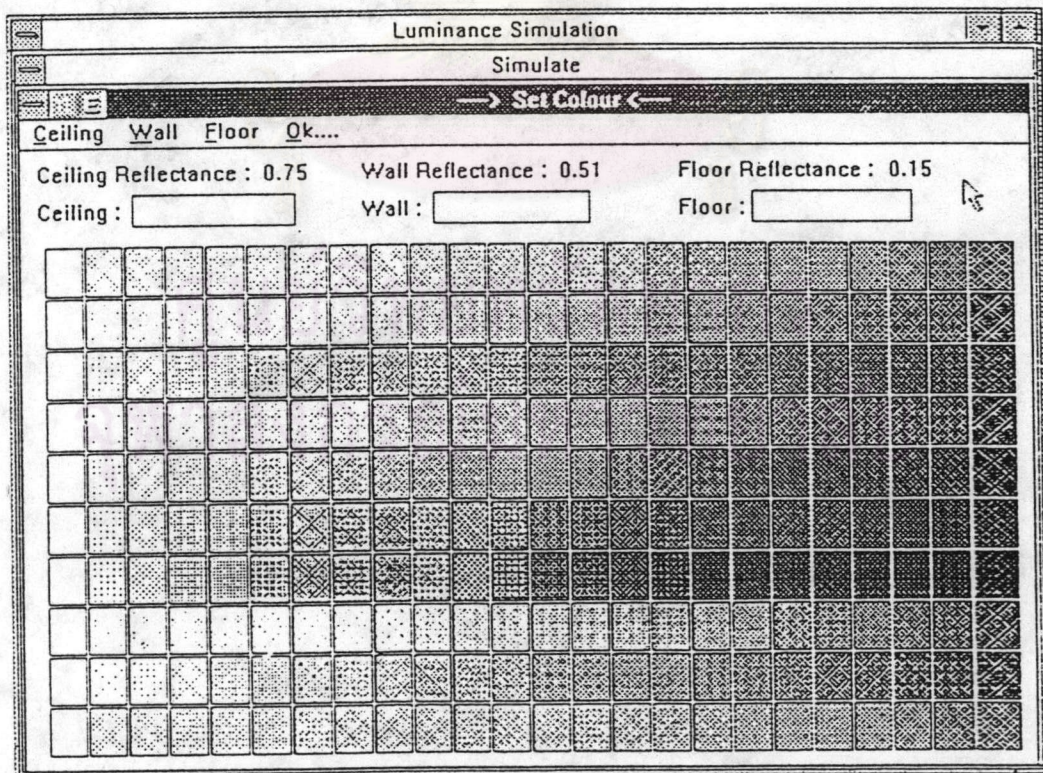 Luminance Simulation
Simulate
—> Set Colour <—
Ceiling Wall Floor Ok....
Ceiling Reflectance : 0.75 Wall Reflectance : 0.51 Floor Reflectance : 0.15
Ceiling : Wall : Floor :